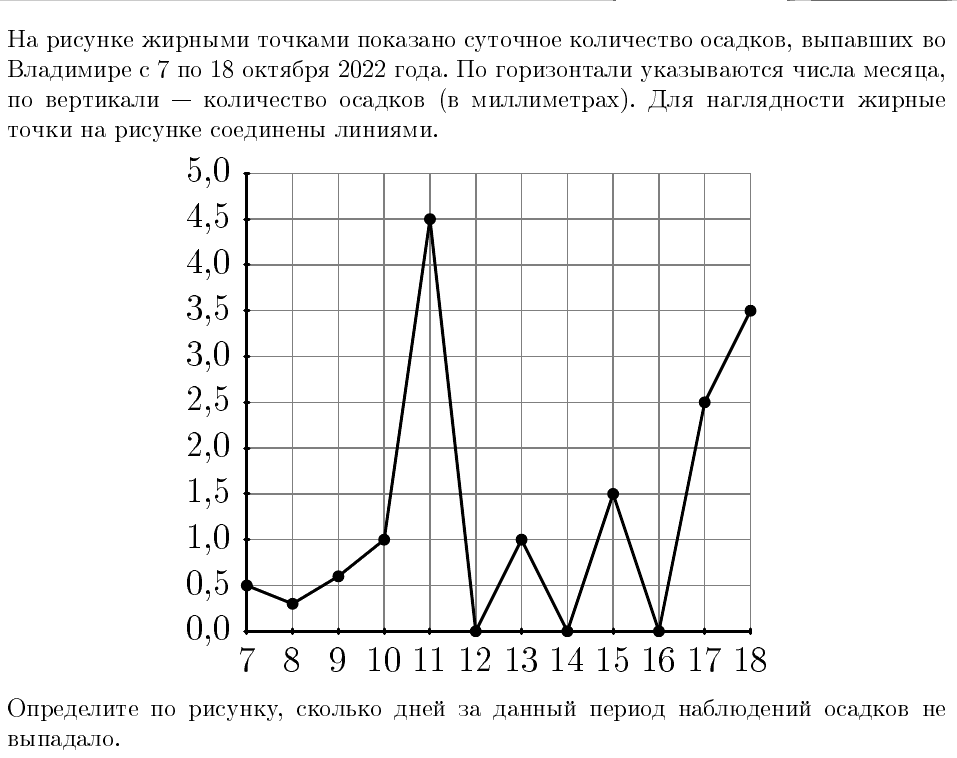 На рисунке жирными точками показано суточное количество осадков, выпавших во
Владимире с 7 по 18 октября 2022 года. По горизонтали указываются числа месяца,
по вертикали — количество осадков (в миллиметрах). Для наглядности жирные
точки на рисунке соединены линиями.
5,0
4,5
4,0
3,5
3,0
2,5
2,0
1,5
1,0
0,5
0,0
7 8 9 10 11 12 13 14 15 16 17 18
Определите по рисунку, сколько дней за данный период наблюдений осадков не
выпадало.